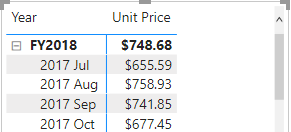 Year Unit Price
FY2018 $748.68
2017 Jul $655.59
2017 Aug $758.93
2017 Sep $741.85
2017 Oct $677.45